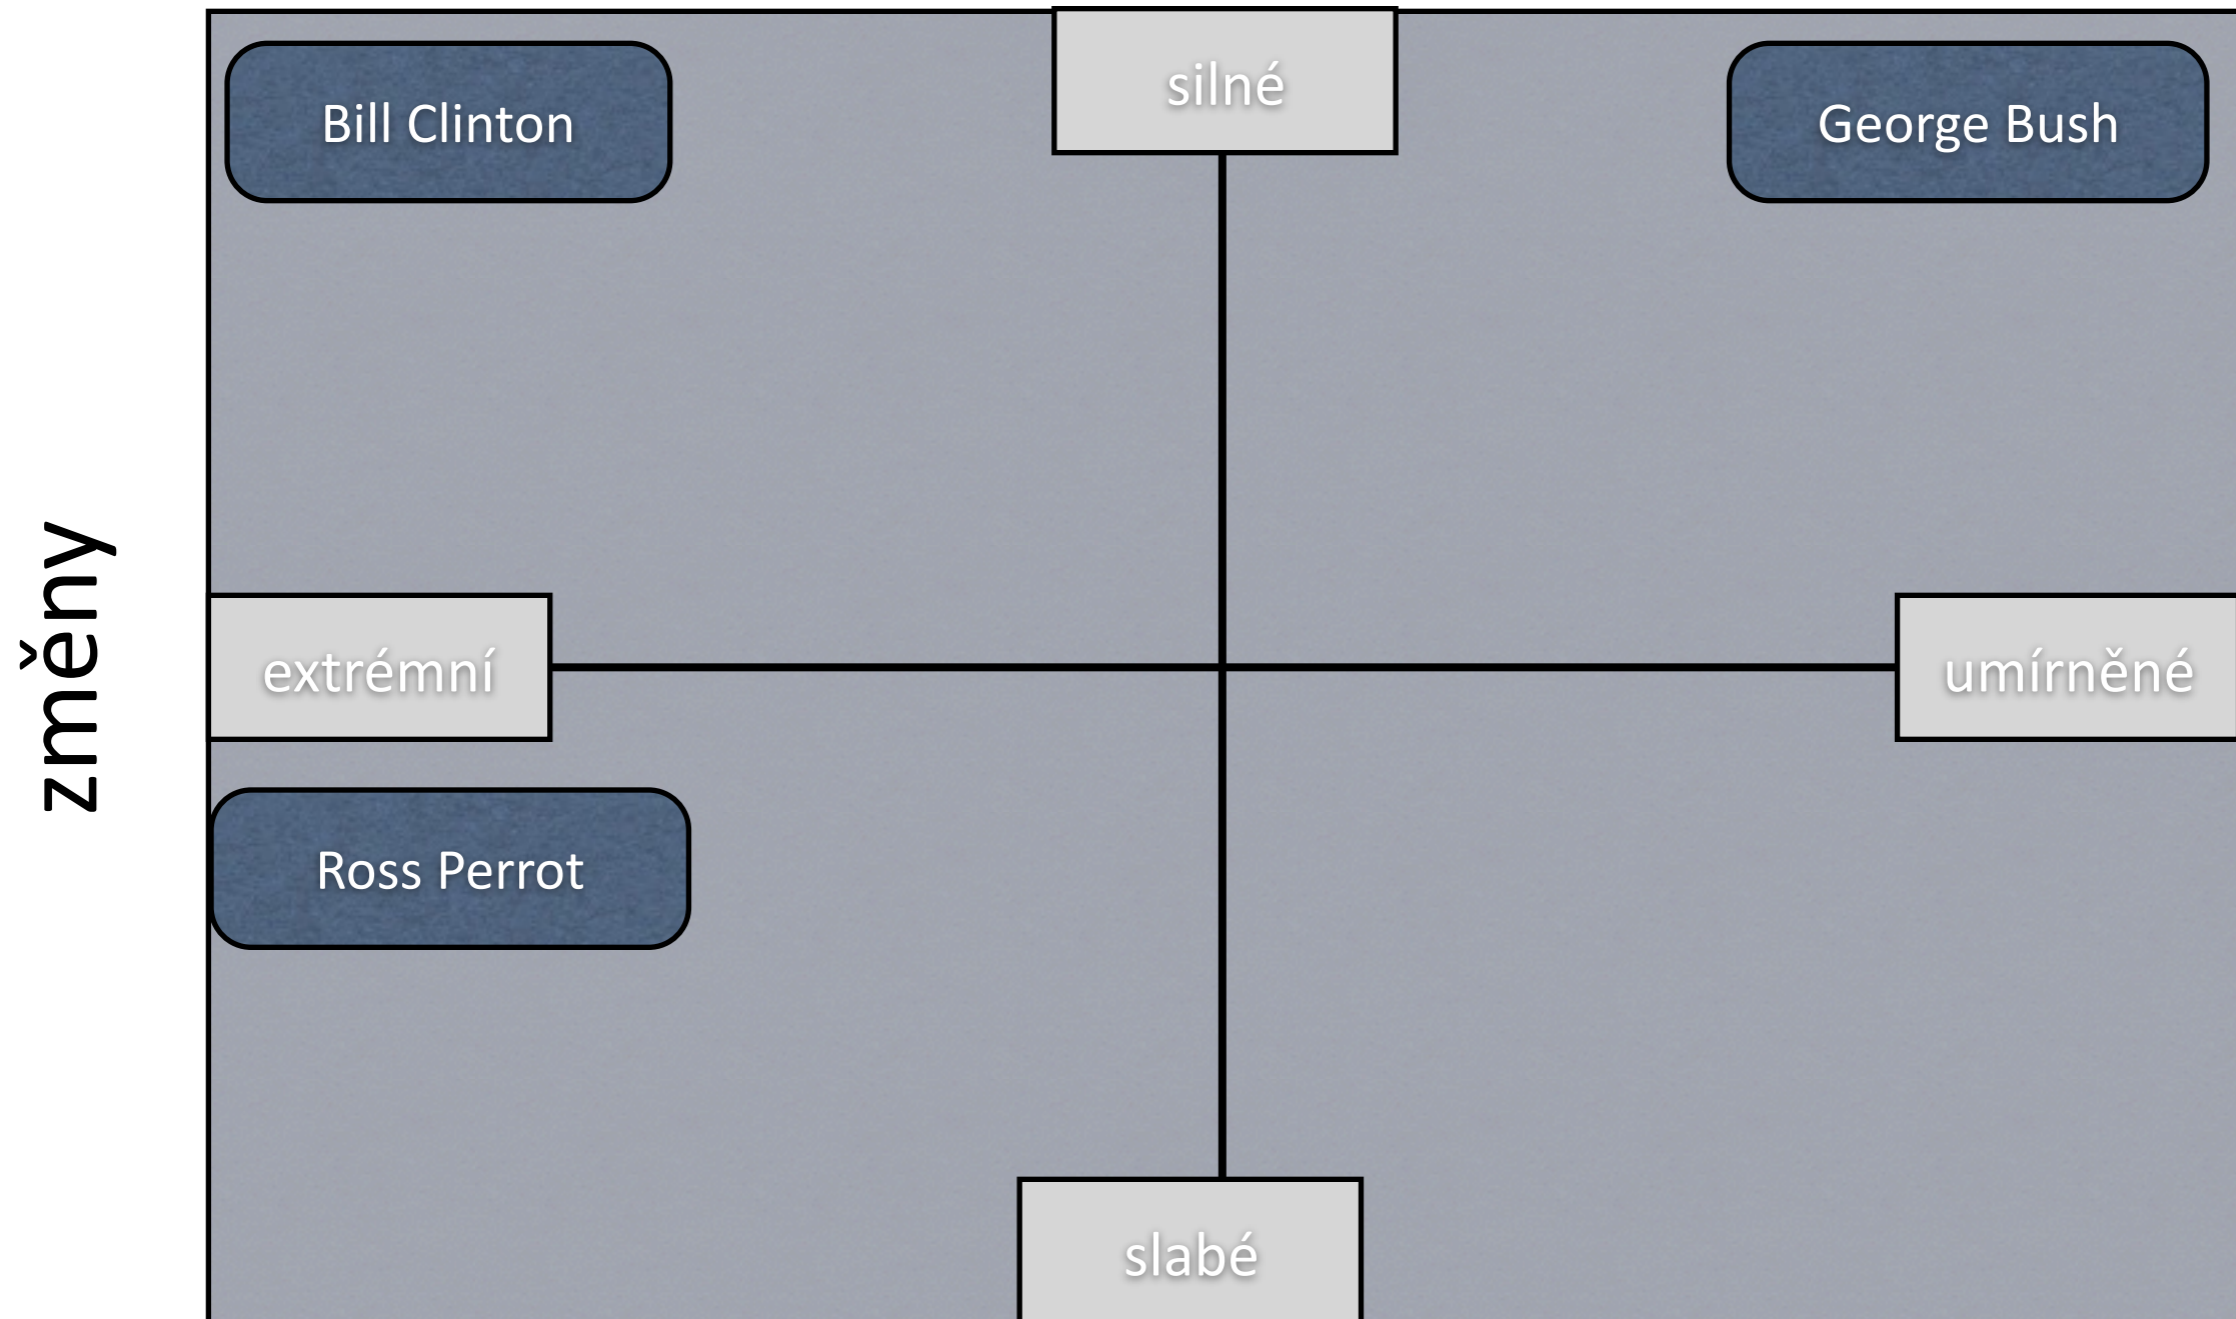 Bill Clinton
silné
George Bush
změny
extrémní
umírněné
Ross Perrot
slabé